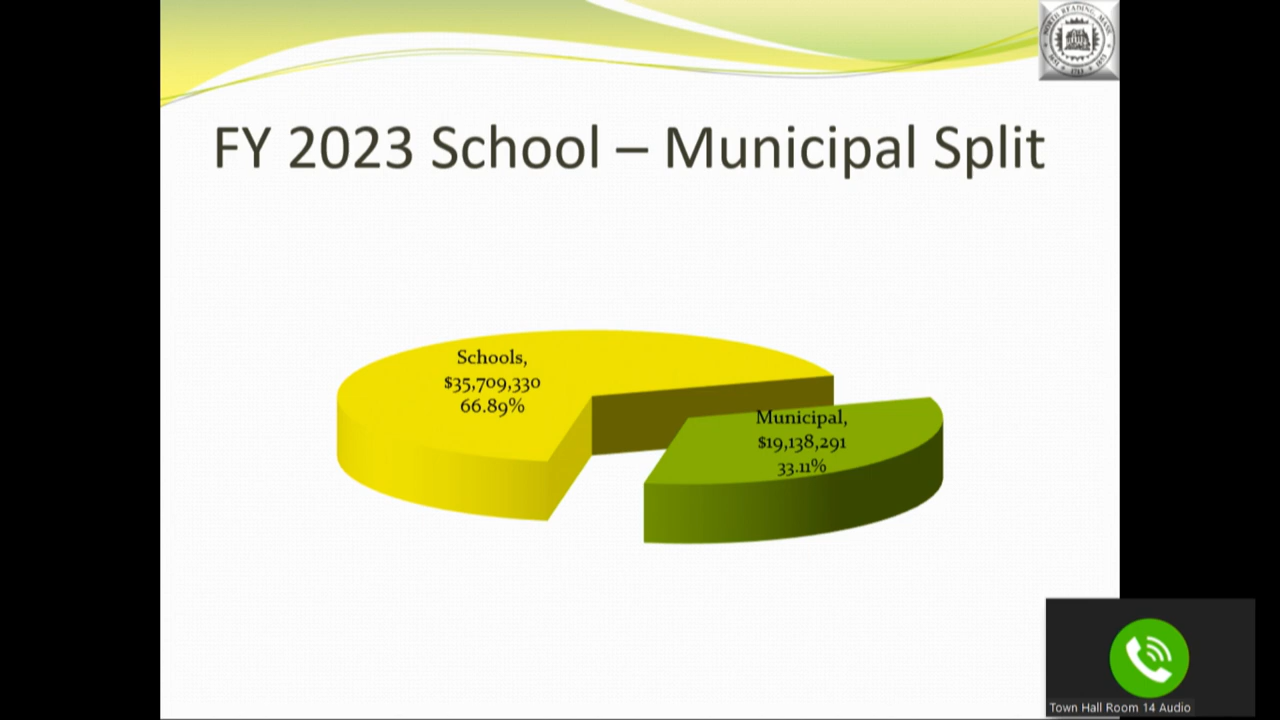 FY 2023 School – Municipal Split
Schools,
$35,709,330
66.89%
Municipal,
$19,138,291
33.11%
Town Hall Room 14 Audio